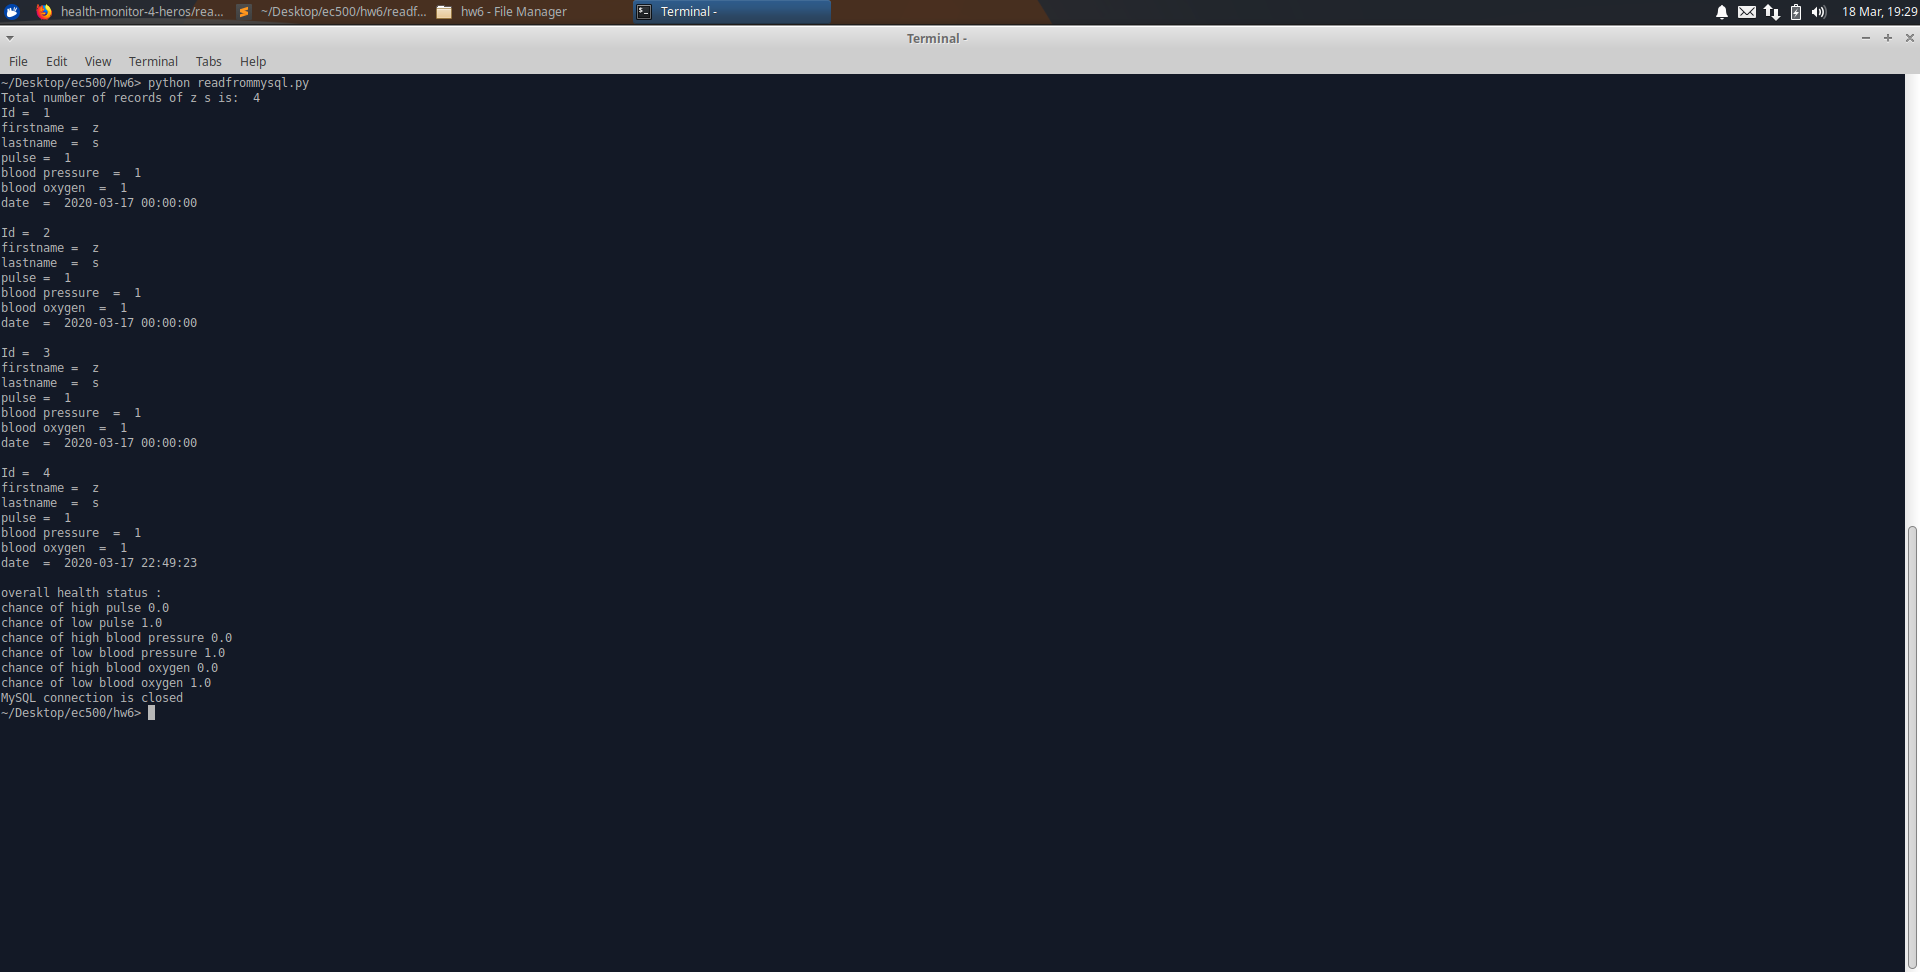 health-monitor-4-heros/rea...
~/Desktop/ec500/hw6/readf...
hw6 - File Manager
Terminal -
18 Mar, 19:29
Terminal -
File Edit View Terminal Tabs Help
~/Desktop/ec500/hw6> python readfrommysql.py
Total number of records of z s is:  4
Id =  1
firstname =  z
lastname  =  s
pulse =  1
blood pressure  =  1
blood oxygen  =  1
date  =  2020-03-17 00:00:00

Id =  2
firstname =  z
lastname  =  s
pulse =  1
blood pressure  =  1
blood oxygen  =  1
date  =  2020-03-17 00:00:00

Id =  3
firstname =  z
lastname  =  s
pulse =  1
blood pressure  =  1
blood oxygen  =  1
date  =  2020-03-17 00:00:00

Id =  4
firstname =  z
lastname  =  s
pulse =  1
blood pressure  =  1
blood oxygen  =  1
date  =  2020-03-17 22:49:23

overall health status :
chance of high pulse 0.0
chance of low pulse 1.0
chance of high blood pressure 0.0
chance of low blood pressure 1.0
chance of high blood oxygen 0.0
chance of low blood oxygen 1.0
MySQL connection is closed
~/Desktop/ec500/hw6>